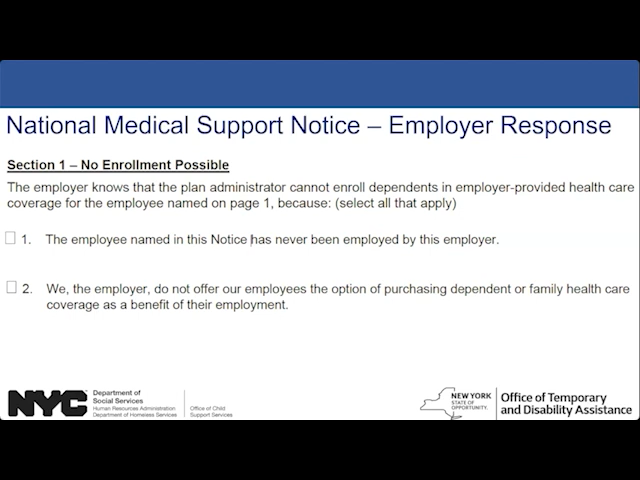 National Medical Support Notice – Employer Response
Section 1 – No Enrollment Possible
The employer knows that the plan administrator cannot enroll dependents in employer-provided health care
coverage for the employee named on page 1, because: (select all that apply)
1. The employee named in this Notice has never been employed by this employer.
2. We, the employer, do not offer our employees the option of purchasing dependent or family health care
coverage as a benefit of their employment.
NYC
Department of
Social Services
Human Resources Administration
Department of Homeless Services
Office of Child
Support Services
NEW YORK
STATE OF
OPPORTUNITY.
Office of Temporary
and Disability Assistance